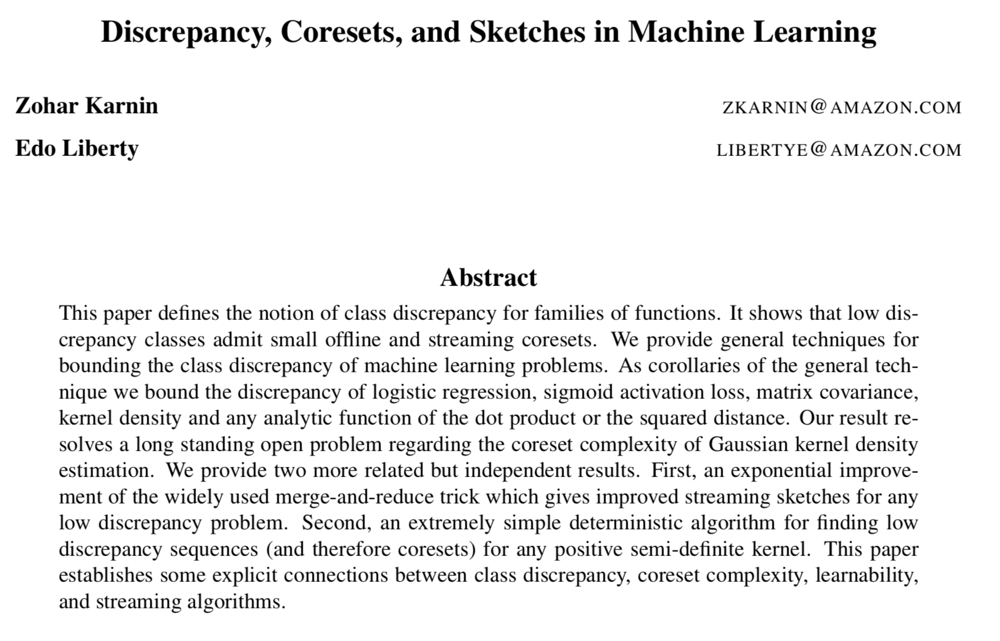 Discrepancy, Coresets, and Sketches in Machine Learning
Zohar Karnin ZKARNIN@AMAZON.COM
Edo Liberty LIBERTYE@AMAZON.COM
Abstract
This paper defines the notion of class discrepancy for families of functions. It shows that low dis-
crepancy classes admit small offline and streaming coresets. We provide general techniques for
bounding the class discrepancy of machine learning problems. As corollaries of the general tech-
nique we bound the discrepancy of logistic regression, sigmoid activation loss, matrix covariance,
kernel density and any analytic function of the dot product or the squared distance. Our result re-
solves a long standing open problem regarding the coreset complexity of Gaussian kernel density
estimation. We provide two more related but independent results. First, an exponential improve-
ment of the widely used merge-and-reduce trick which gives improved streaming sketches for any
low discrepancy problem. Second, an extremely simple deterministic algorithm for finding low
discrepancy sequences (and therefore coresets) for any positive semi-definite kernel. This paper
establishes some explicit connections between class discrepancy, coreset complexity, learnability,
and streaming algorithms.